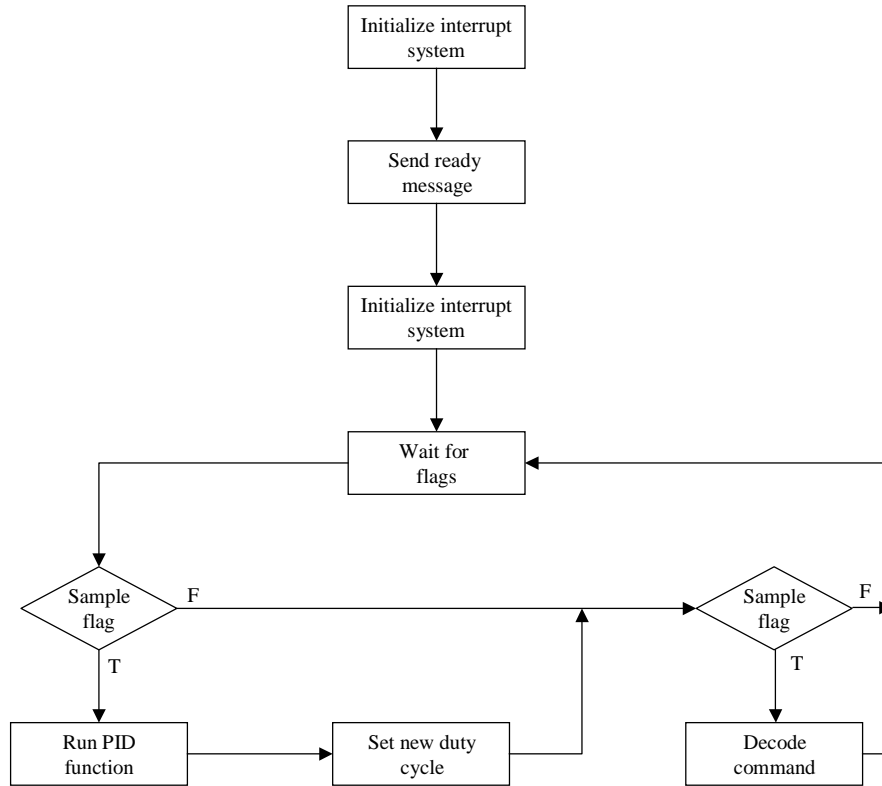 Initialize interrupt
system
Send ready
message
Initialize interrupt
system
Wait for
flags
Sample
flag
F
T
Sample
flag
F
T
Run PID
function
Set new duty
cycle
Decode
command